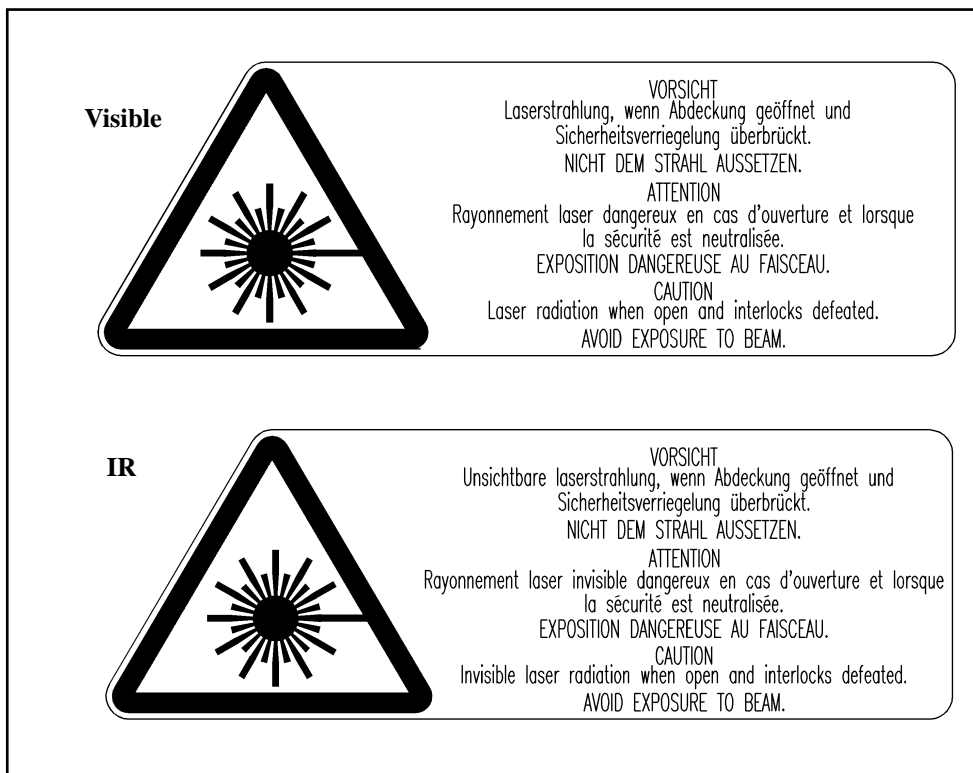 Visible
VORSICHT
Laserstrahlung, wenn Abdeckung geöffnet und
Sicherheitsverriegelung überbrückt.
NICHT DEM STRAHL AUSSETZEN.
ATTENTION
Rayonnement laser dangereux en cas d'ouverture et lorsque
la sécurité est neutralisée.
EXPOSITION DANGEREUSE AU FAISCEAU.
CAUTION
Laser radiation when open and interlocks defeated.
AVOID EXPOSURE TO BEAM.
IR
VORSICHT
Unsichtbare laserstrahlung, wenn Abdeckung geöffnet und
Sicherheitsverriegelung überbrückt.
NICHT DEM STRAHL AUSSETZEN.
ATTENTION
Rayonnement laser invisible dangereux en cas d'ouverture et lorsque
la sécurité est neutralisée.
EXPOSITION DANGEREUSE AU FAISCEAU.
CAUTION
Invisible laser radiation when open and interlocks defeated.
AVOID EXPOSURE TO BEAM.